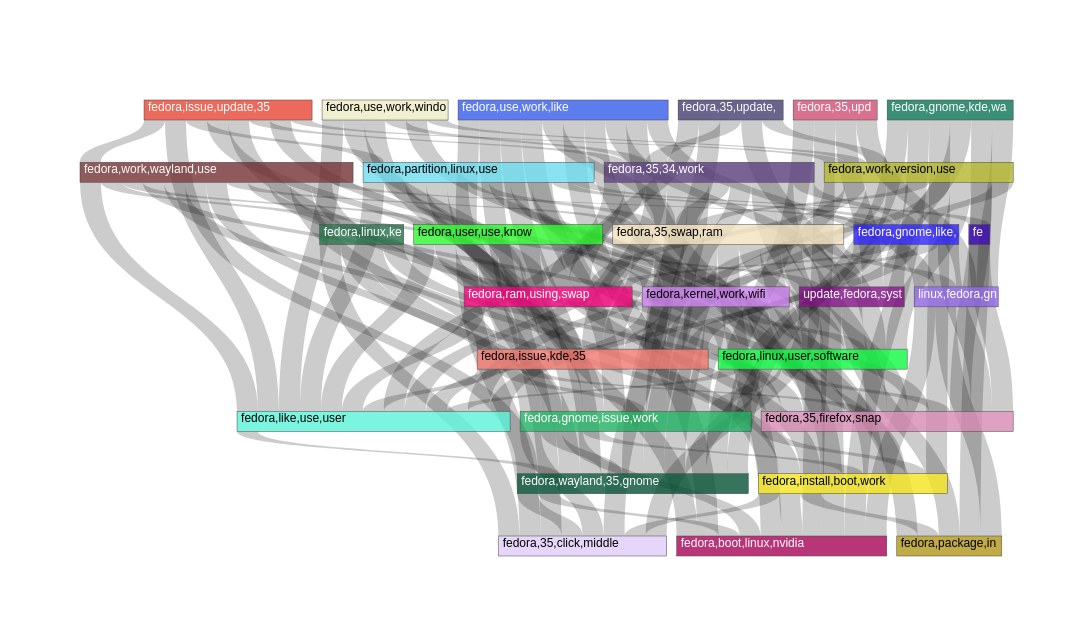 fedora,issue,update,35
fedora,use,work,windo
fedora,use,work,like
fedora,35,update,
fedora,35,upd
fedora,gnome,kde,wa
fedora,work,wayland,use
fedora,partition,linux,use
fedora,35,34,work
fedora,work,version,use
fedora,linux,ke
fedora,user,use,know
fedora,35,swap,ram
fedora,gnome,like,
fe
fedora,ram,using,swap
fedora,kernel,work,wifi
update,fedora,syst
linux,fedora,gn
fedora,issue,kde,35
fedora,linux,user,software
fedora,like,use,user
fedora,gnome,issue,work
fedora,35,firefox,snap
fedora,wayland,35,gnome
fedora,install,boot,work
fedora,35,click,middle
fedora,boot,linux,nvidia
fedora,package,in